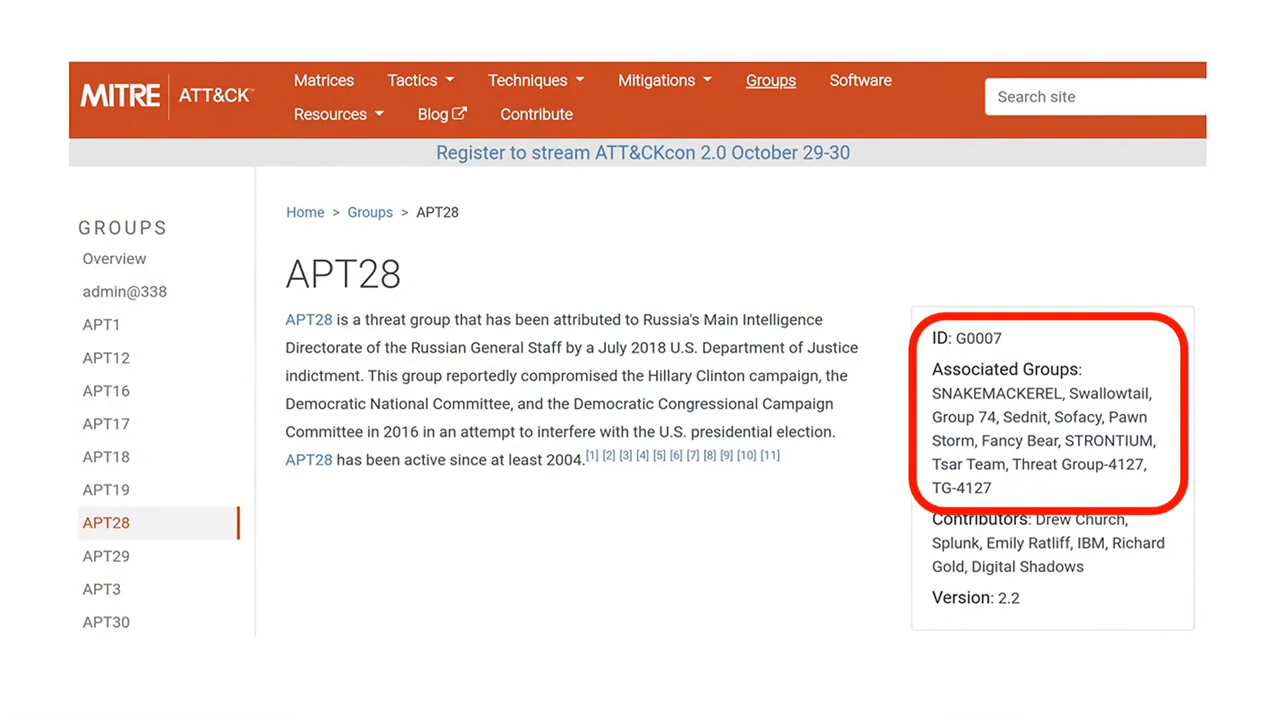 MITRE | ATT&CK™
Matrices Tactics Techniques Mitigations Groups Software
Resources Blog Contribute
Search site
Register to stream ATT&CKcon 2.0 October 29-30
GROUPS
Overview
admin@338
APT1
APT12
APT16
APT17
APT18
APT19
APT28
APT29
APT3
APT30
Home > Groups > APT28
APT28
APT28 is a threat group that has been attributed to Russia's Main Intelligence
Directorate of the Russian General Staff by a July 2018 U.S. Department of Justice
indictment. This group reportedly compromised the Hillary Clinton campaign, the
Democratic National Committee, and the Democratic Congressional Campaign
Committee in 2016 in an attempt to interfere with the U.S. presidential election.
APT28 has been active since at least 2004.[1] [2] [3] [4] [5] [6] [7] [8] [9] [10] [11]
ID: G0007
Associated Groups:
SNAKEMACKEREL, Swallowtail,
Group 74, Sednit, Sofacy, Pawn
Storm, Fancy Bear, STRONTIUM,
Tsar Team, Threat Group-4127,
TG-4127
Contributors: Drew Church,
Splunk, Emily Ratliff, IBM, Richard
Gold, Digital Shadows
Version: 2.2